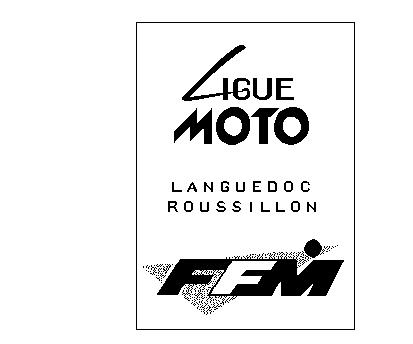 LIGUE
MOTO
LANGUEDOC
ROUSSILLON
FFM